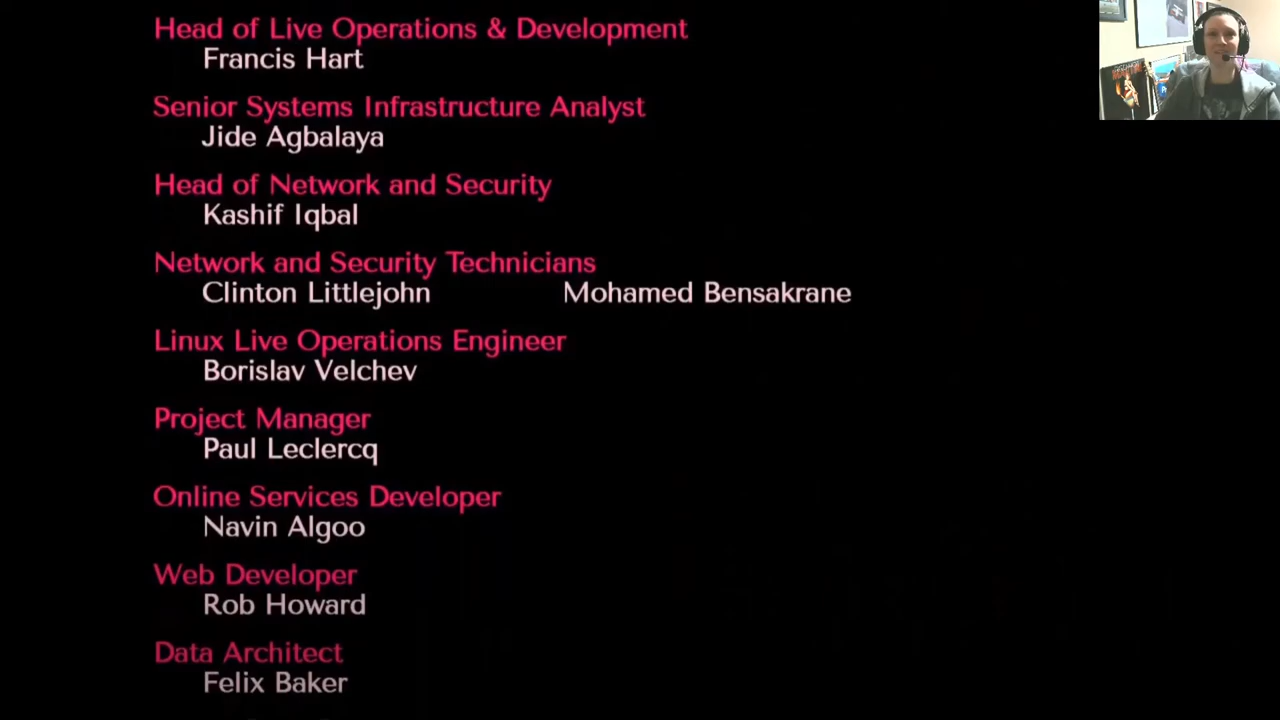 Head of Live Operations & Development
Francis Hart
Senior Systems Infrastructure Analyst
Jide Agbalaya
Head of Network and Security
Kashif Iqbal
Network and Security Technicians
Clinton Littlejohn Mohamed Bensakrane
Linux Live Operations Engineer
Borislav Velchev
Project Manager
Paul Leclercq
Online Services Developer
Navin Algoo
Web Developer
Rob Howard
Data Architect
Felix Baker